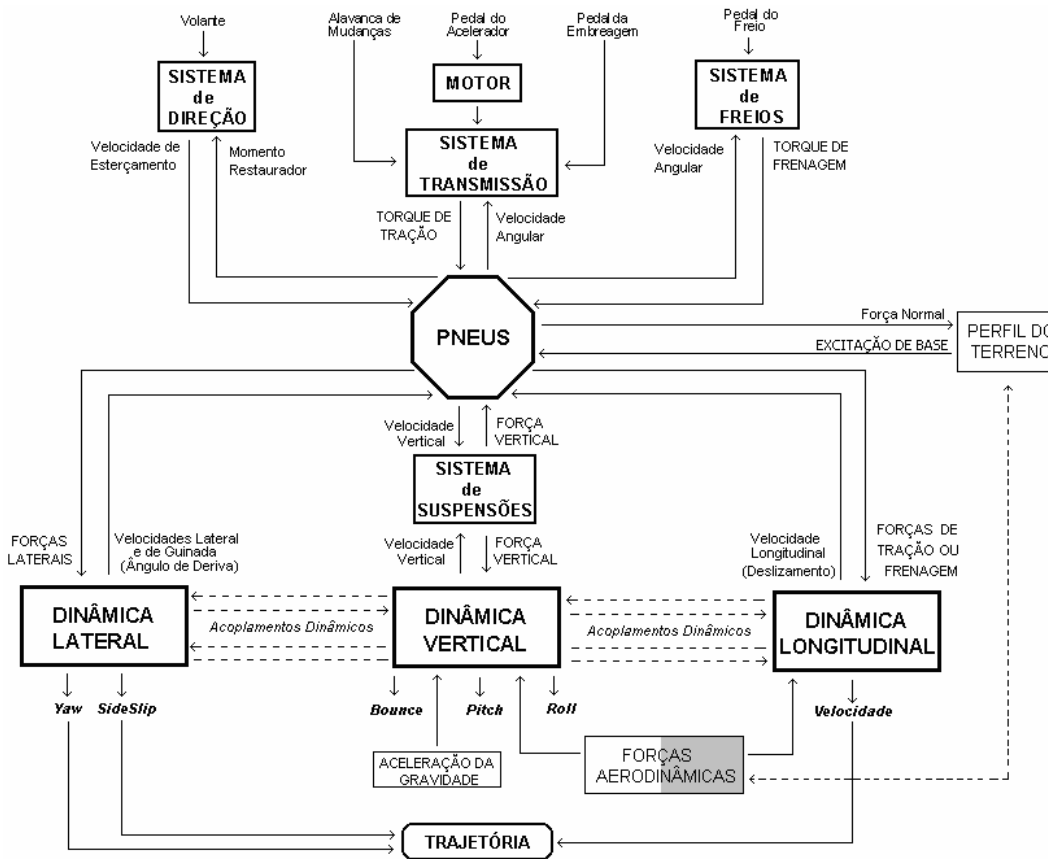 Volante
Alavanca de
Mudanças
Pedal do
Acelerador
Pedal da
Embreagem
Pedal do
Freio
SISTEMA
de
DIREÇÃO
MOTOR
SISTEMA
de
FREIOS
Velocidade de
Esterçamento
Momento
Restaurador
SISTEMA
de
TRANSMISSÃO
Velocidade
Angular
TORQUE DE
FRENAGEM
TORQUE DE
TRAÇÃO
Velocidade
Angular
PNEUS
Força Normal
EXCITAÇÃO DE BASE
PERFIL DO
TERRENO
Velocidade
Vertical
FORÇA
VERTICAL
SISTEMA
de
SUSPENSÕES
FORÇAS
LATERAIS
Velocidades Lateral
e de Guinada
(Ângulo de Deriva)
Velocidade
Vertical
FORÇA
VERTICAL
Velocidade
Longitudinal
(Deslizamento)
FORÇAS DE
TRAÇÃO OU
FRENAGEM
DINÂMICA
LATERAL
Acoplamentos Dinâmicos
DINÂMICA
VERTICAL
Acoplamentos Dinâmicos
DINÂMICA
LONGITUDINAL
Yaw
SideSlip
Bounce
Pitch
Roll
Velocidade
ACELERAÇÃO DA
GRAVIDADE
FORÇAS
AERODINÂMICAS
TRAJETÓRIA